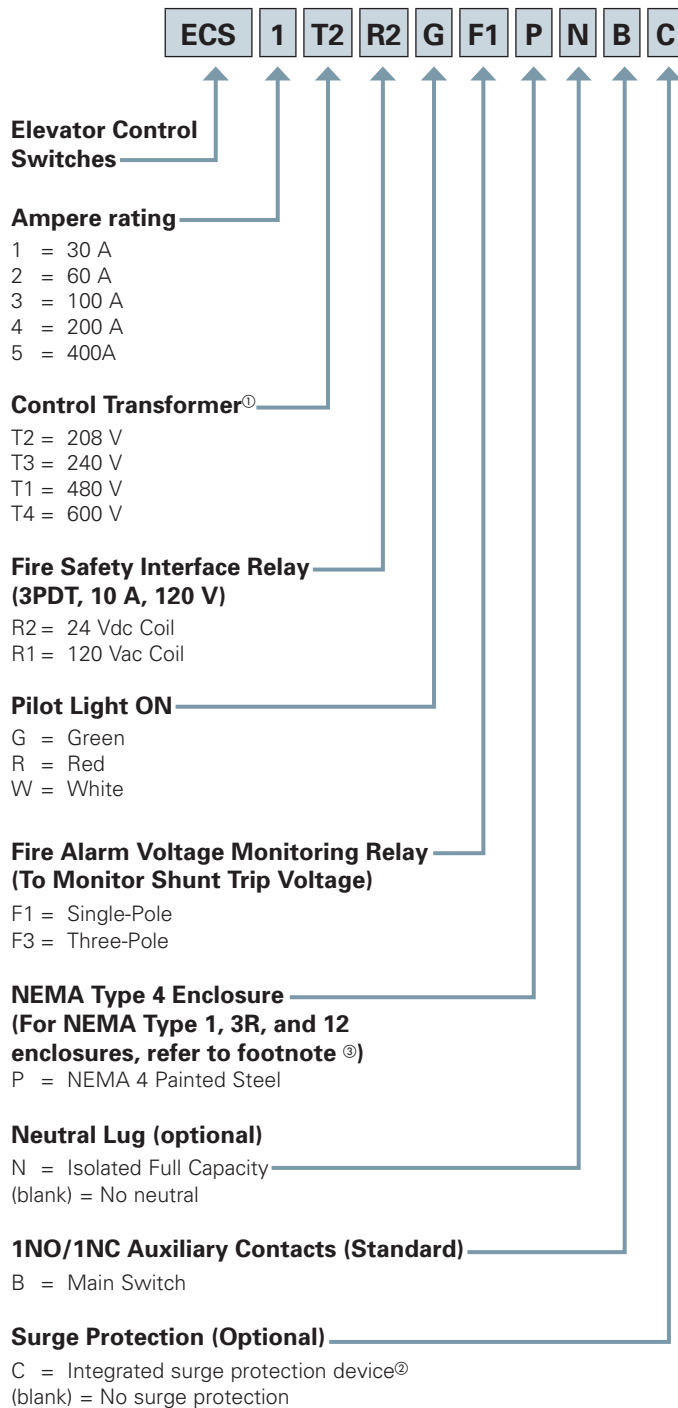 ECS 1 T2 R2 G F1 P N B C
Elevator Control
Switches
Ampere rating
1 = 30 A
2 = 60 A
3 = 100 A
4 = 200 A
5 = 400A
Control Transformer①
T2 = 208 V
T3 = 240 V
T1 = 480 V
T4 = 600 V
Fire Safety Interface Relay
(3PDT, 10 A, 120 V)
R2 = 24 Vdc Coil
R1 = 120 Vac Coil
Pilot Light ON
G = Green
R = Red
W = White
Fire Alarm Voltage Monitoring Relay
(To Monitor Shunt Trip Voltage)
F1 = Single-Pole
F3 = Three-Pole
NEMA Type 4 Enclosure
(For NEMA Type 1, 3R, and 12
enclosures, refer to footnote ③)
P = NEMA 4 Painted Steel
Neutral Lug (optional)
N = Isolated Full Capacity
(blank) = No neutral
1NO/1NC Auxiliary Contacts (Standard)
B = Main Switch
Surge Protection (Optional)
C = Integrated surge protection device②
(blank) = No surge protection